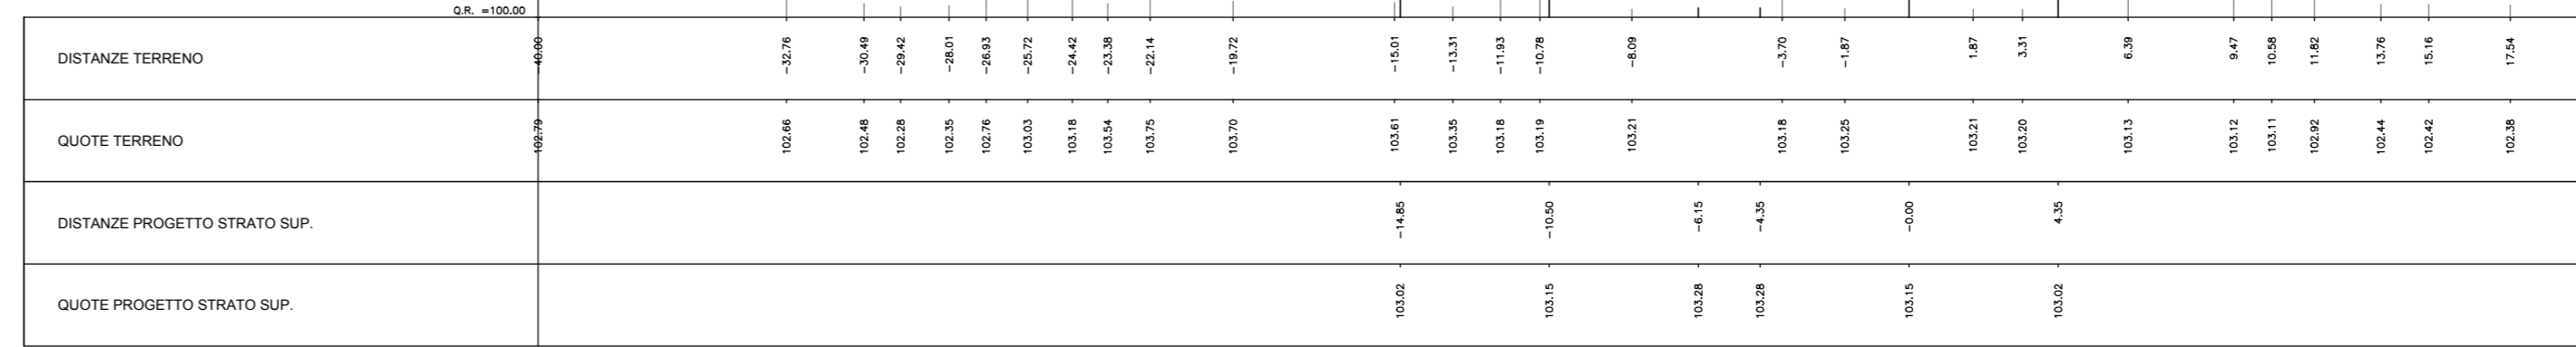 Q.R. =100.00
DISTANZE TERRENO -40.00 -32.76 -30.49 -29.42 -28.01 -26.93 -25.72 -24.42 -23.38 -22.14 -19.72 -15.01 -13.31 -11.93 -10.78 -8.09 -3.70 -1.87 1.87 3.31 6.39 9.47 10.58 11.82 13.76 15.16 17.54
QUOTE TERRENO 102.79 102.66 102.48 102.28 102.35 102.76 103.03 103.18 103.54 103.75 103.70 103.61 103.35 103.18 103.19 103.21 103.18 103.25 103.21 103.20 103.13 103.12 103.11 102.92 102.44 102.42 102.38
DISTANZE PROGETTO STRATO SUP. -14.85 -10.50 -6.15 -4.35 -0.00 4.35
QUOTE PROGETTO STRATO SUP. 103.02 103.15 103.28 103.28 103.15 103.02